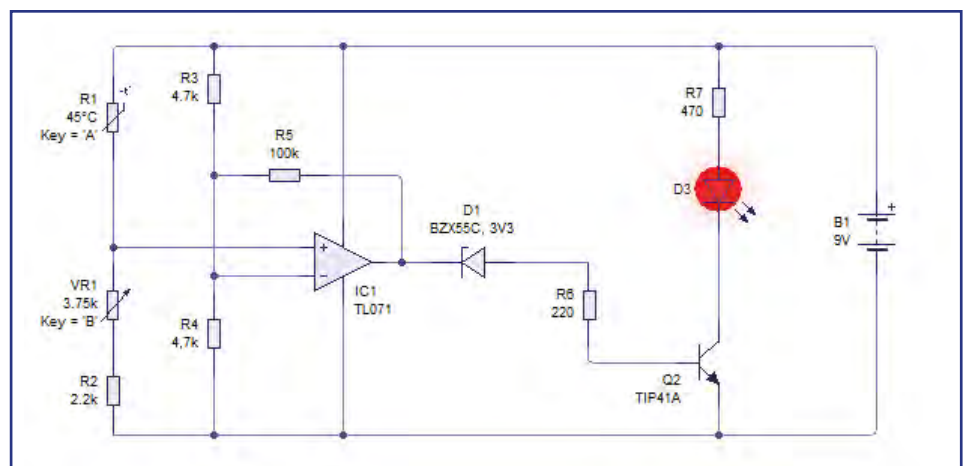 R1
45°C
Key = 'A'
-t°
R3
4.7k
R5
100k
D1
BZX55C, 3V3
+
−
IC1
TL071
VR1
3.75k
Key = 'B'
R2
2.2k
R4
4,7k
R6
220
Q2
TIP41A
R7
470
D3
B1
9V
+